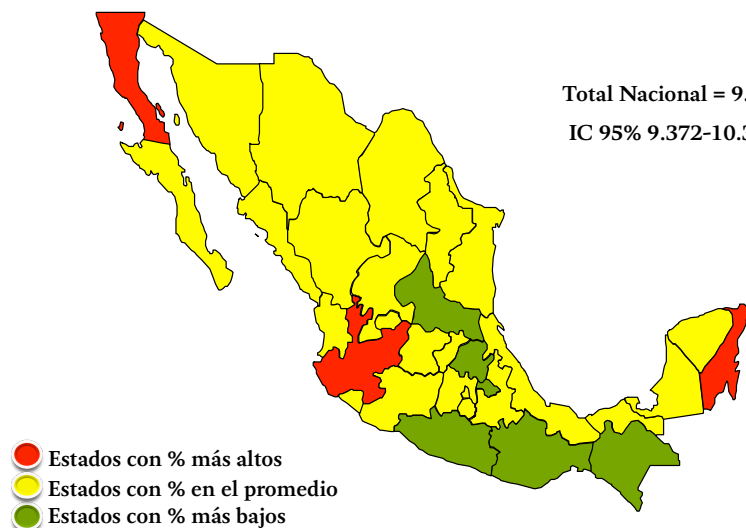 Total Nacional = 9.
IC 95% 9.372-10.3
Estados con % más altos
Estados con % en el promedio
Estados con % más bajos